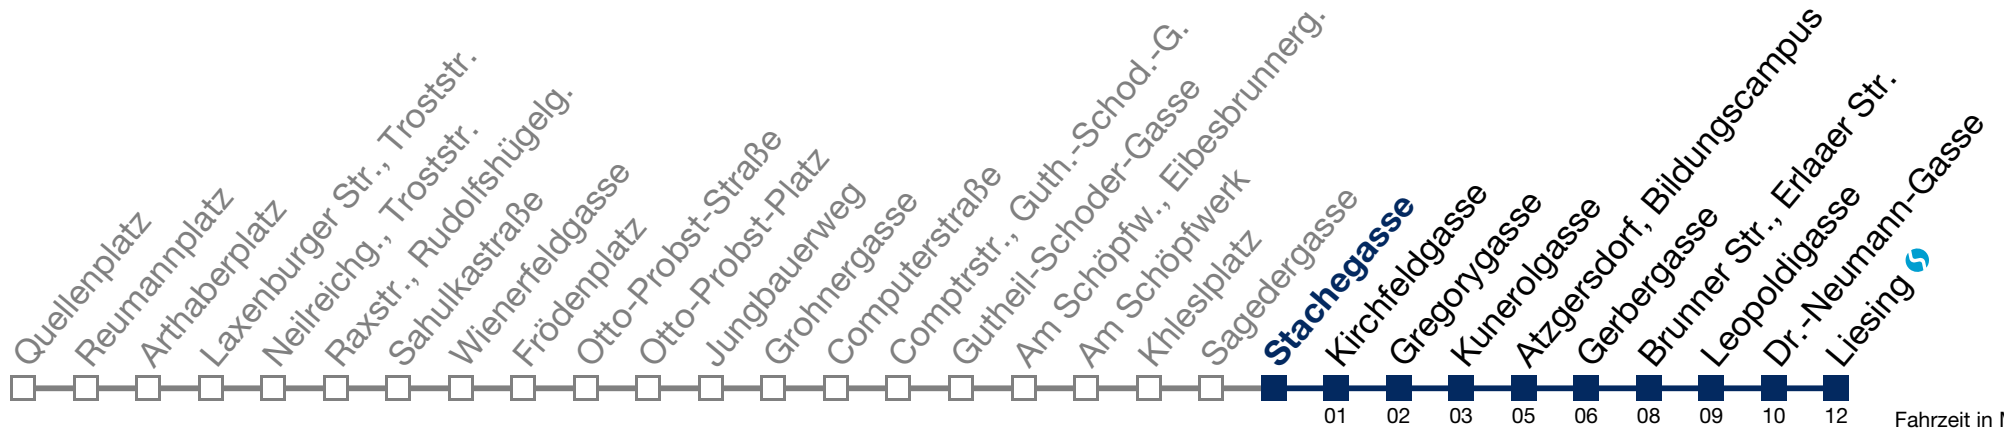 Quellenplatz
Reumannplatz
Arthaberplatz
Laxenburger Str., Troststr.
Neilreichg., Troststr.
Raxstr., Rudolfshügelg.
Sahulkastraße
Wienerfeldgasse
Frödenplatz
Otto-Probst-Straße
Otto-Probst-Platz
Jungbauerweg
Grohnergasse
Computerstraße
Comptrstr., Guth.-Schod.-G.
Gutheil-Schoder-Gasse
Am Schöpfw., Eibesbrunnerg.
Am Schöpfwerk
Khleslplatz
Sagedergasse
Stachegasse
Kirchfeldgasse
Gregorygasse
Kunerolgasse
Atzgersdorf, Bildungscampus
Gerbergasse
Brunner Str., Erlaaer Str.
Leopoldigasse
Dr.-Neumann-Gasse
Liesing
01 02 03 05 06 08 09 10 12
Fahrzeit in M